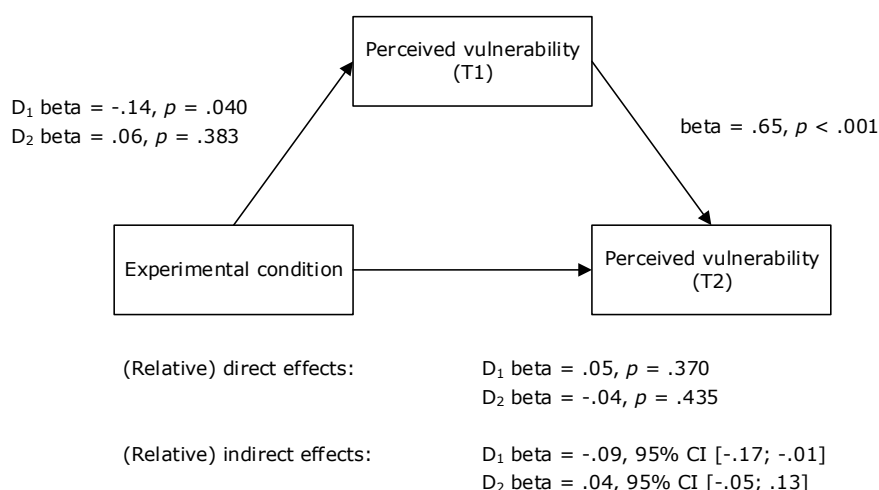 Perceived vulnerability
(T1)
D₁ beta = -.14, p = .040
D₂ beta = .06, p = .383
beta = .65, p < .001
Experimental condition
Perceived vulnerability
(T2)
(Relative) direct effects:
D₁ beta = .05, p = .370
D₂ beta = -.04, p = .435
(Relative) indirect effects:
D₁ beta = -.09, 95% CI [-.17; -.01]
D₂ beta = .04, 95% CI [-.05; .13]